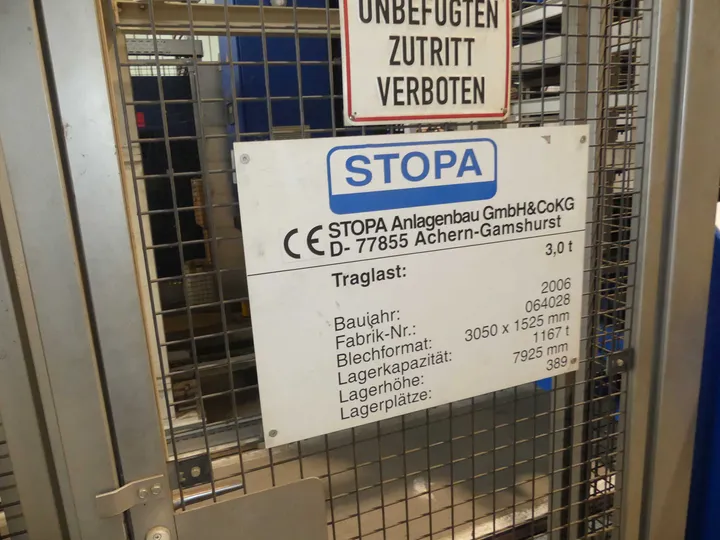 UNBEFUGTEN
ZUTRITT
VERBOTEN
STOPA
CE STOPA Anlagenbau GmbH&CoKG
D- 77855 Achern-Gamshurst
Traglast: 3,0 t
Baujahr: 2006
Fabrik-Nr.: 064028
Blechformat: 3050 x 1525 mm
Lagerkapazität: 1167 t
Lagerhöhe: 7925 mm
Lagerplätze: 389